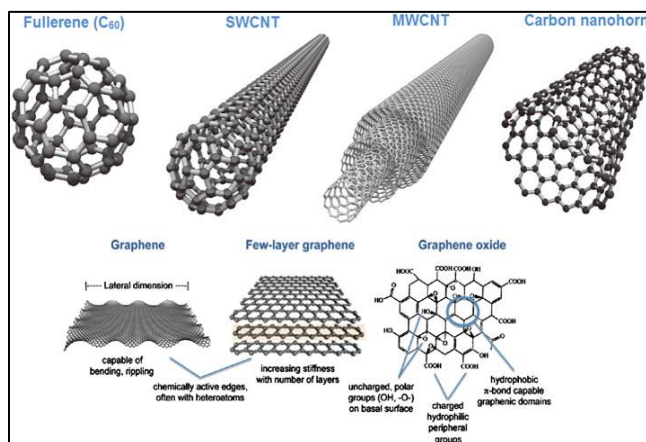 Fullerene (C₆₀)
SWCNT
MWCNT
Carbon nanohorn
Graphene
Few-layer graphene
Graphene oxide
|--- Lateral dimension ---|
capable of
bending, rippling
chemically active edges,
often with heteroatoms
increasing stiffness
with number of layers
uncharged, polar
groups (OH, -O-)
on basal surface
charged
hydrophilic
peripheral
groups
hydrophobic
π-bond capable
graphenic domains
HOOC
COOH
COOH
OH
COOH
HO
HO
OH
COOH
COOH
COOH